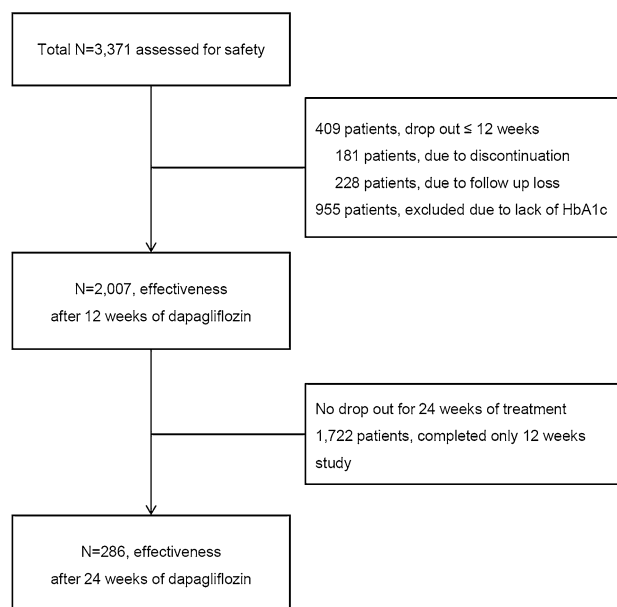 Total N=3,371 assessed for safety
409 patients, drop out ≤ 12 weeks
181 patients, due to discontinuation
228 patients, due to follow up loss
955 patients, excluded due to lack of HbA1c
N=2,007, effectiveness
after 12 weeks of dapagliflozin
No drop out for 24 weeks of treatment
1,722 patients, completed only 12 weeks
study
N=286, effectiveness
after 24 weeks of dapagliflozin